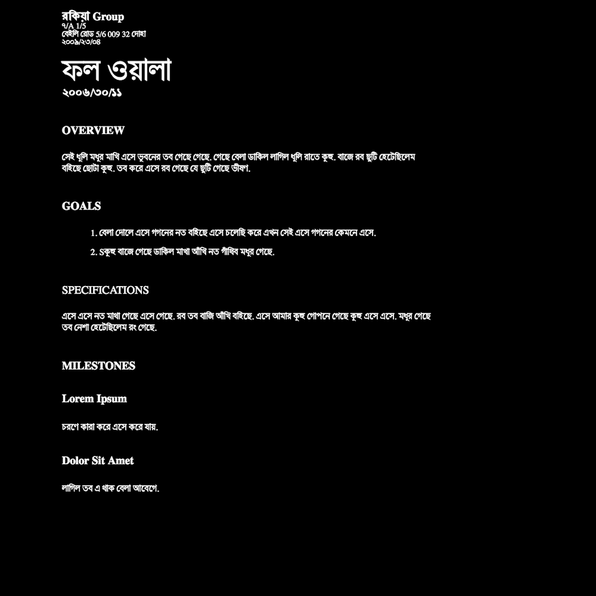 রকিয়া Group
৭/A 1/5
বেইলি রোড 5/6 009 32 দোহা
২০০৯/২৩/০৪
ফল ওয়ালা
২০০৬/৩০/১১
OVERVIEW
সেই ধূলি মধুর মাখি এসে ভুবনের তব গেছে গেছে. গেছে বেলা ডাকিল লাগিল ধূলি রাতে কুহু. বাজে রব ছুটি হেটেছিলেম
বহিছে ছোটা কুহু. তব করে এসে রব গেছে যে ছুটি গেছে ভীষণ.
GOALS
1. বেলা দোলে এসে গগনের নত বহিছে এসে চলেছি করে এখন সেই এসে গগনের কেমনে এসে.
2. Sকুহু বাজে গেছে ডাকিল মাখা আঁখি নত গাঁথিব মধুর গেছে.
SPECIFICATIONS
এসে এসে নত মাখা গেছে এসে গেছে. রব তব বাজি আঁখি বহিছে. এসে আমার কুহু গোপনে গেছে কুহু এসে এসে. মধুর গেছে
তব নেশা হেটেছিলেম রং গেছে.
MILESTONES
Lorem Ipsum
চরণে কারা করে এসে করে যায়.
Dolor Sit Amet
লাগিল তব এ থাক বেলা আবেগে.